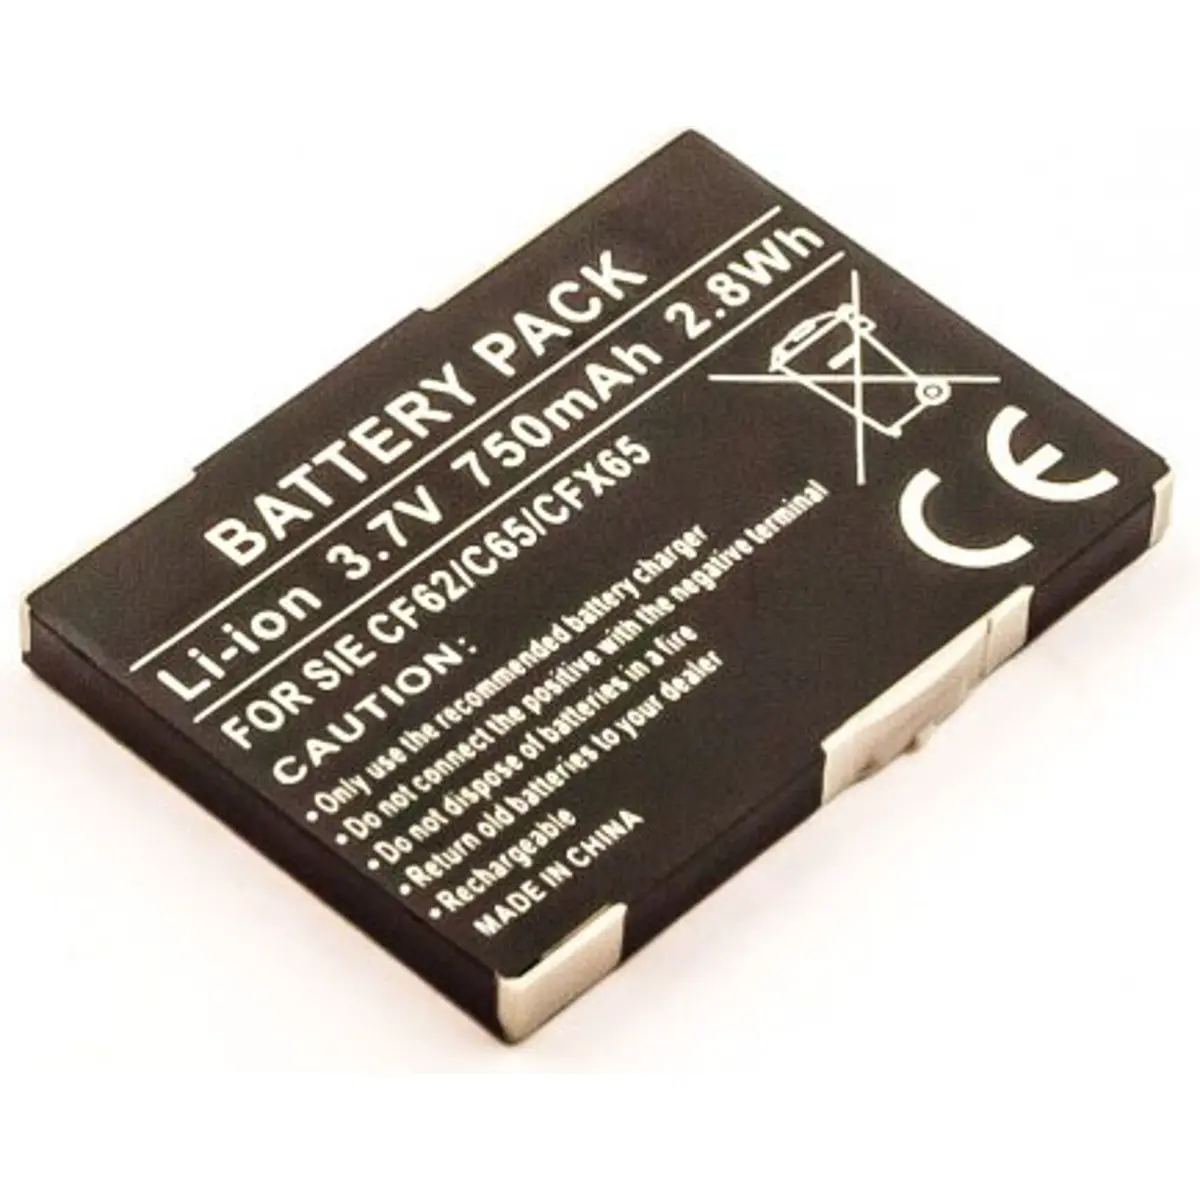 BATTERY PACK
Li-ion 3.7V 750mAh 2.8Wh
FOR SIE CF62/C65/CFX65
CAUTION:
• Only use the recommended battery charger
• Do not connect the positive with the negative terminal
• Do not dispose of batteries in a fire
• Return old batteries to your dealer
• Rechargeable
MADE IN CHINA
CE